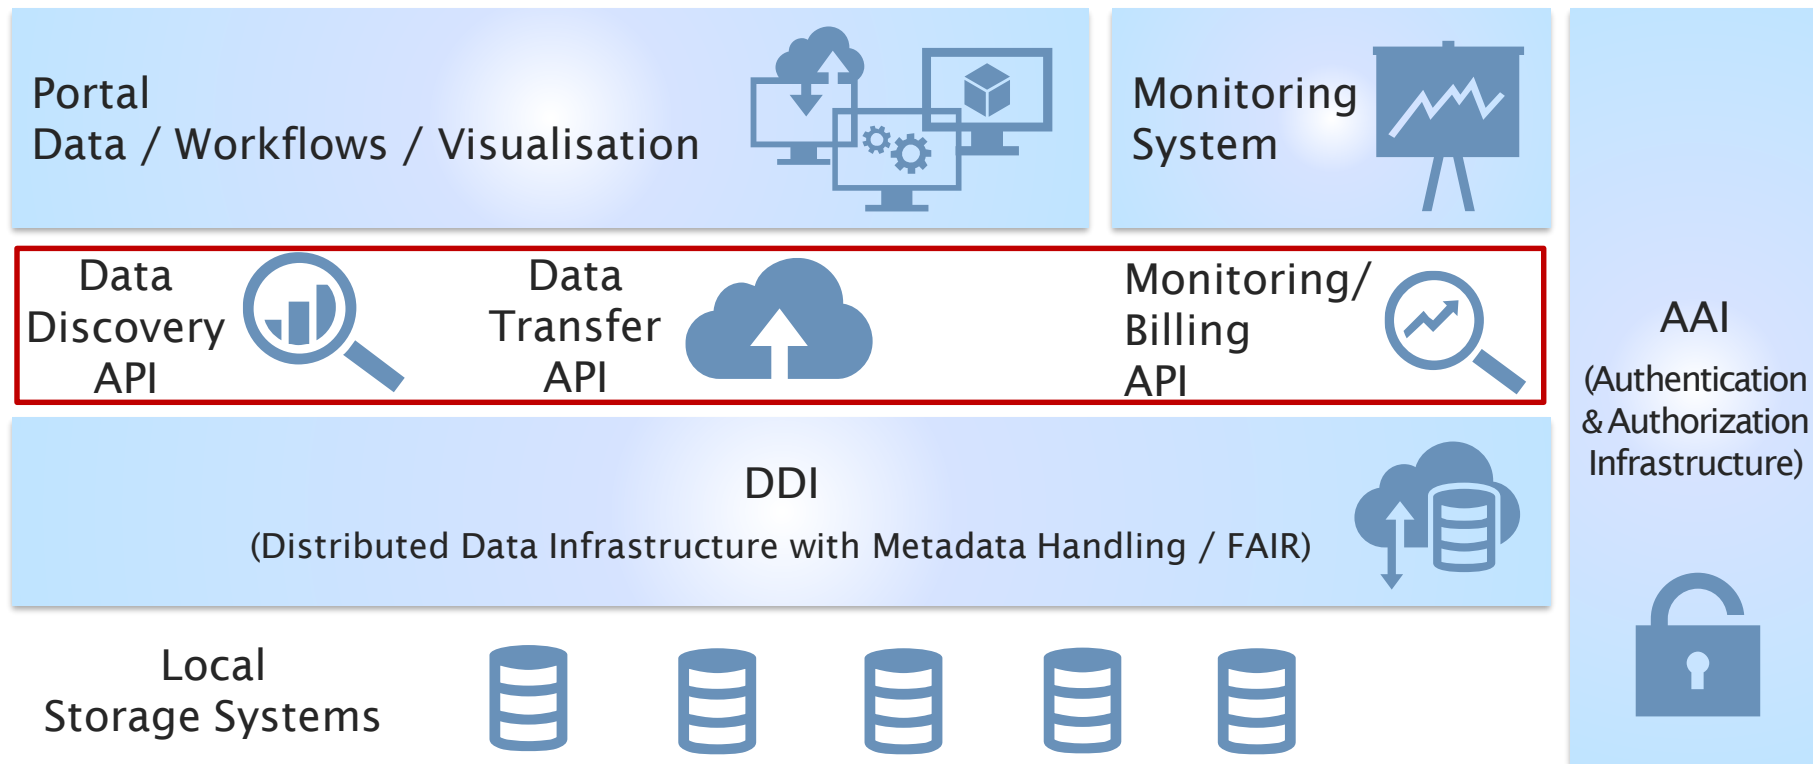 Portal
Data / Workflows / Visualisation
Monitoring
System
Data
Discovery
API
Data
Transfer
API
Monitoring/
Billing
API
AAI
(Authentication
& Authorization
Infrastructure)
DDI
(Distributed Data Infrastructure with Metadata Handling / FAIR)
Local
Storage Systems